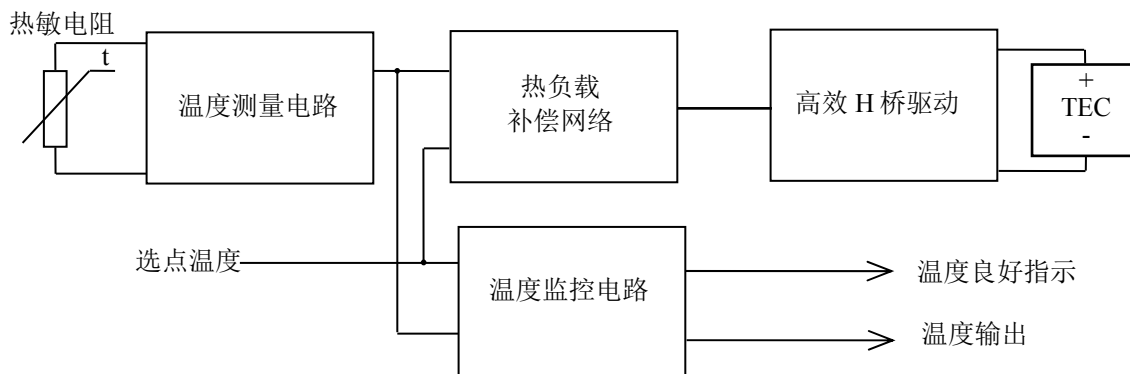 热敏电阻
t
温度测量电路
热负载
补偿网络
高效 H 桥驱动
+
TEC
-
选点温度
温度监控电路
温度良好指示
温度输出